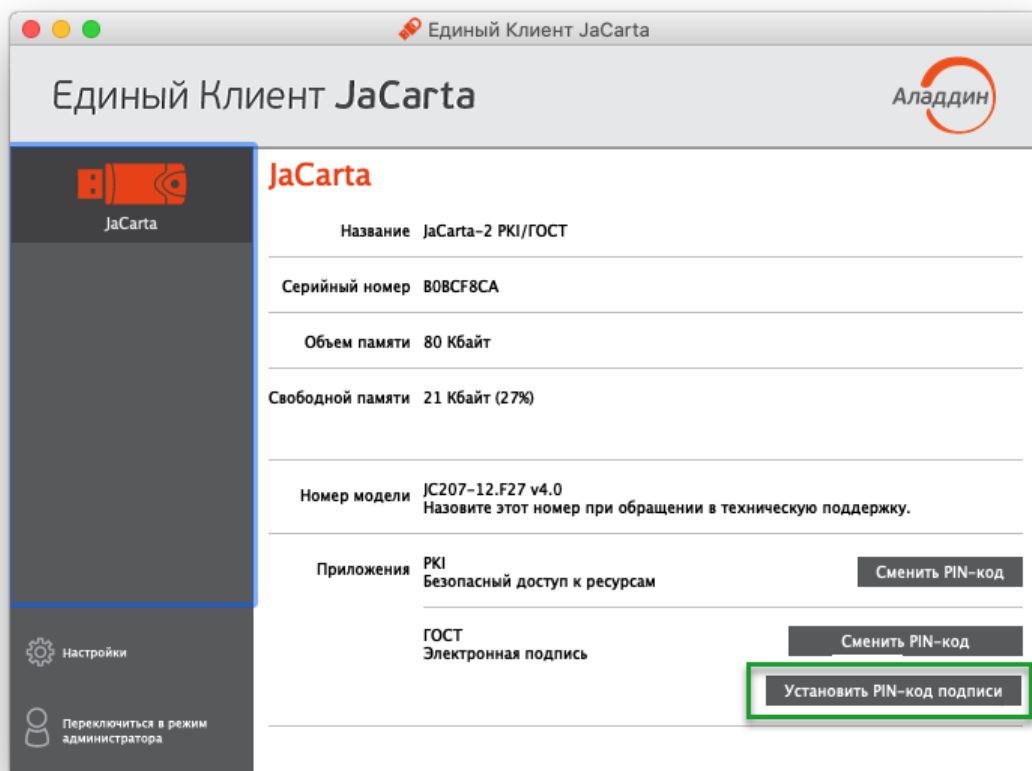 Единый Клиент JaCarta
Единый Клиент JaCarta
Аладдин
JaCarta
JaCarta
Название JaCarta-2 PKI/ГОСТ
Серийный номер B0BCF8CA
Объем памяти 80 Кбайт
Свободной памяти 21 Кбайт (27%)
Номер модели JC207-12.F27 v4.0
Назовите этот номер при обращении в техническую поддержку.
Приложения PKI
Безопасный доступ к ресурсам
Сменить PIN-код
ГОСТ
Электронная подпись
Сменить PIN-код
Установить PIN-код подписи
Настройки
Переключиться в режим
администратора